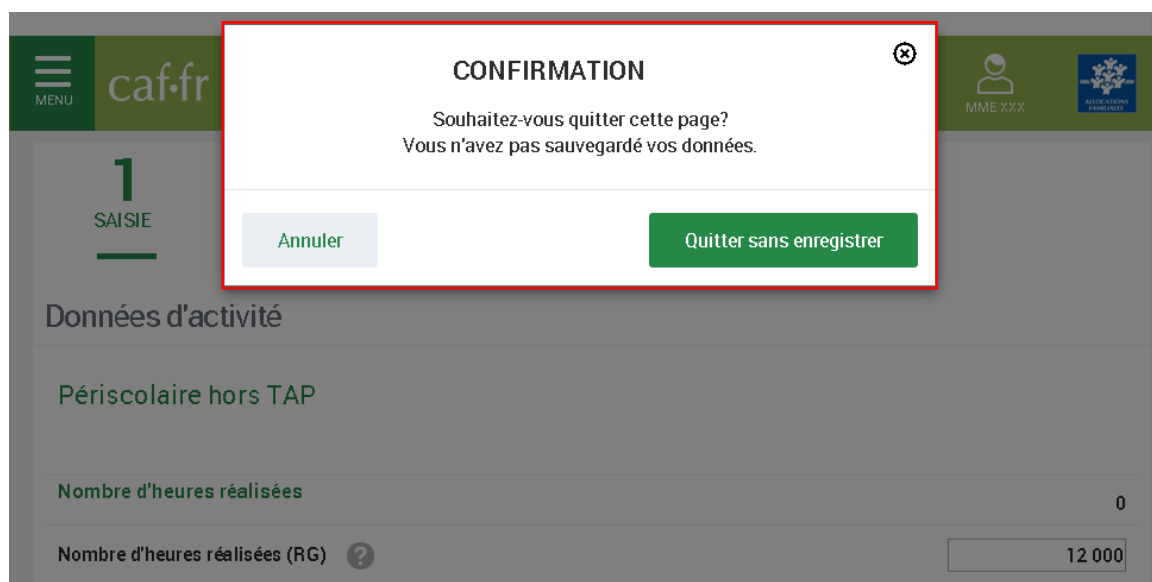 CONFIRMATION
Souhaitez-vous quitter cette page?
Vous n'avez pas sauvegardé vos données.
Annuler
Quitter sans enregistrer
MENU
caf•fr
MME XXX
ALLOCATIONS
FAMILIALES
1
SAISIE
Données d'activité
Périscolaire hors TAP
Nombre d'heures réalisées
0
Nombre d'heures réalisées (RG) ?
12 000